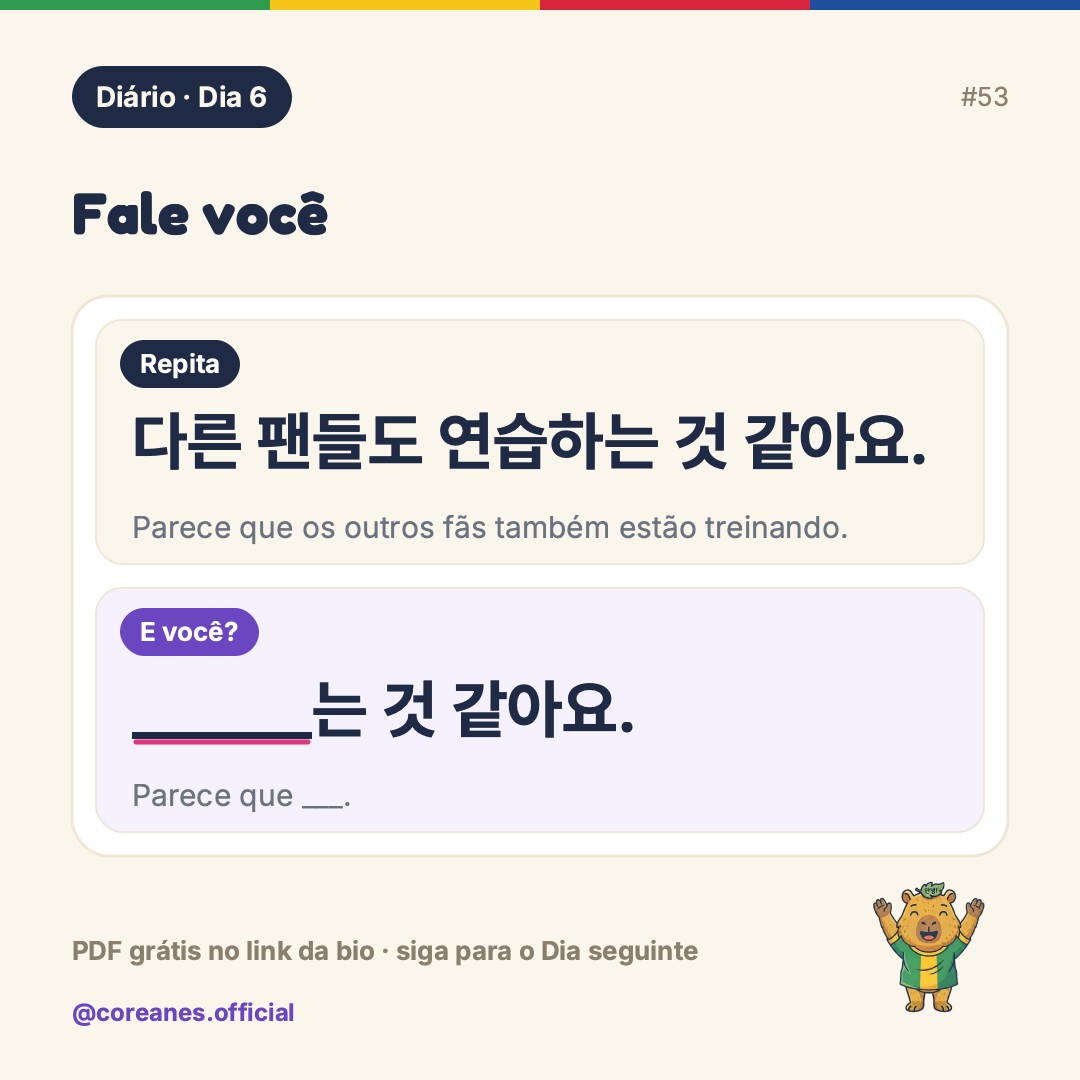 Diário · Dia 6
#53
Fale você
Repita
다른 팬들도 연습하는 것 같아요.
Parece que os outros fãs também estão treinando.
E você?
______는 것 같아요.
Parece que ___.
PDF grátis no link da bio · siga para o Dia seguinte
@coreanes.official